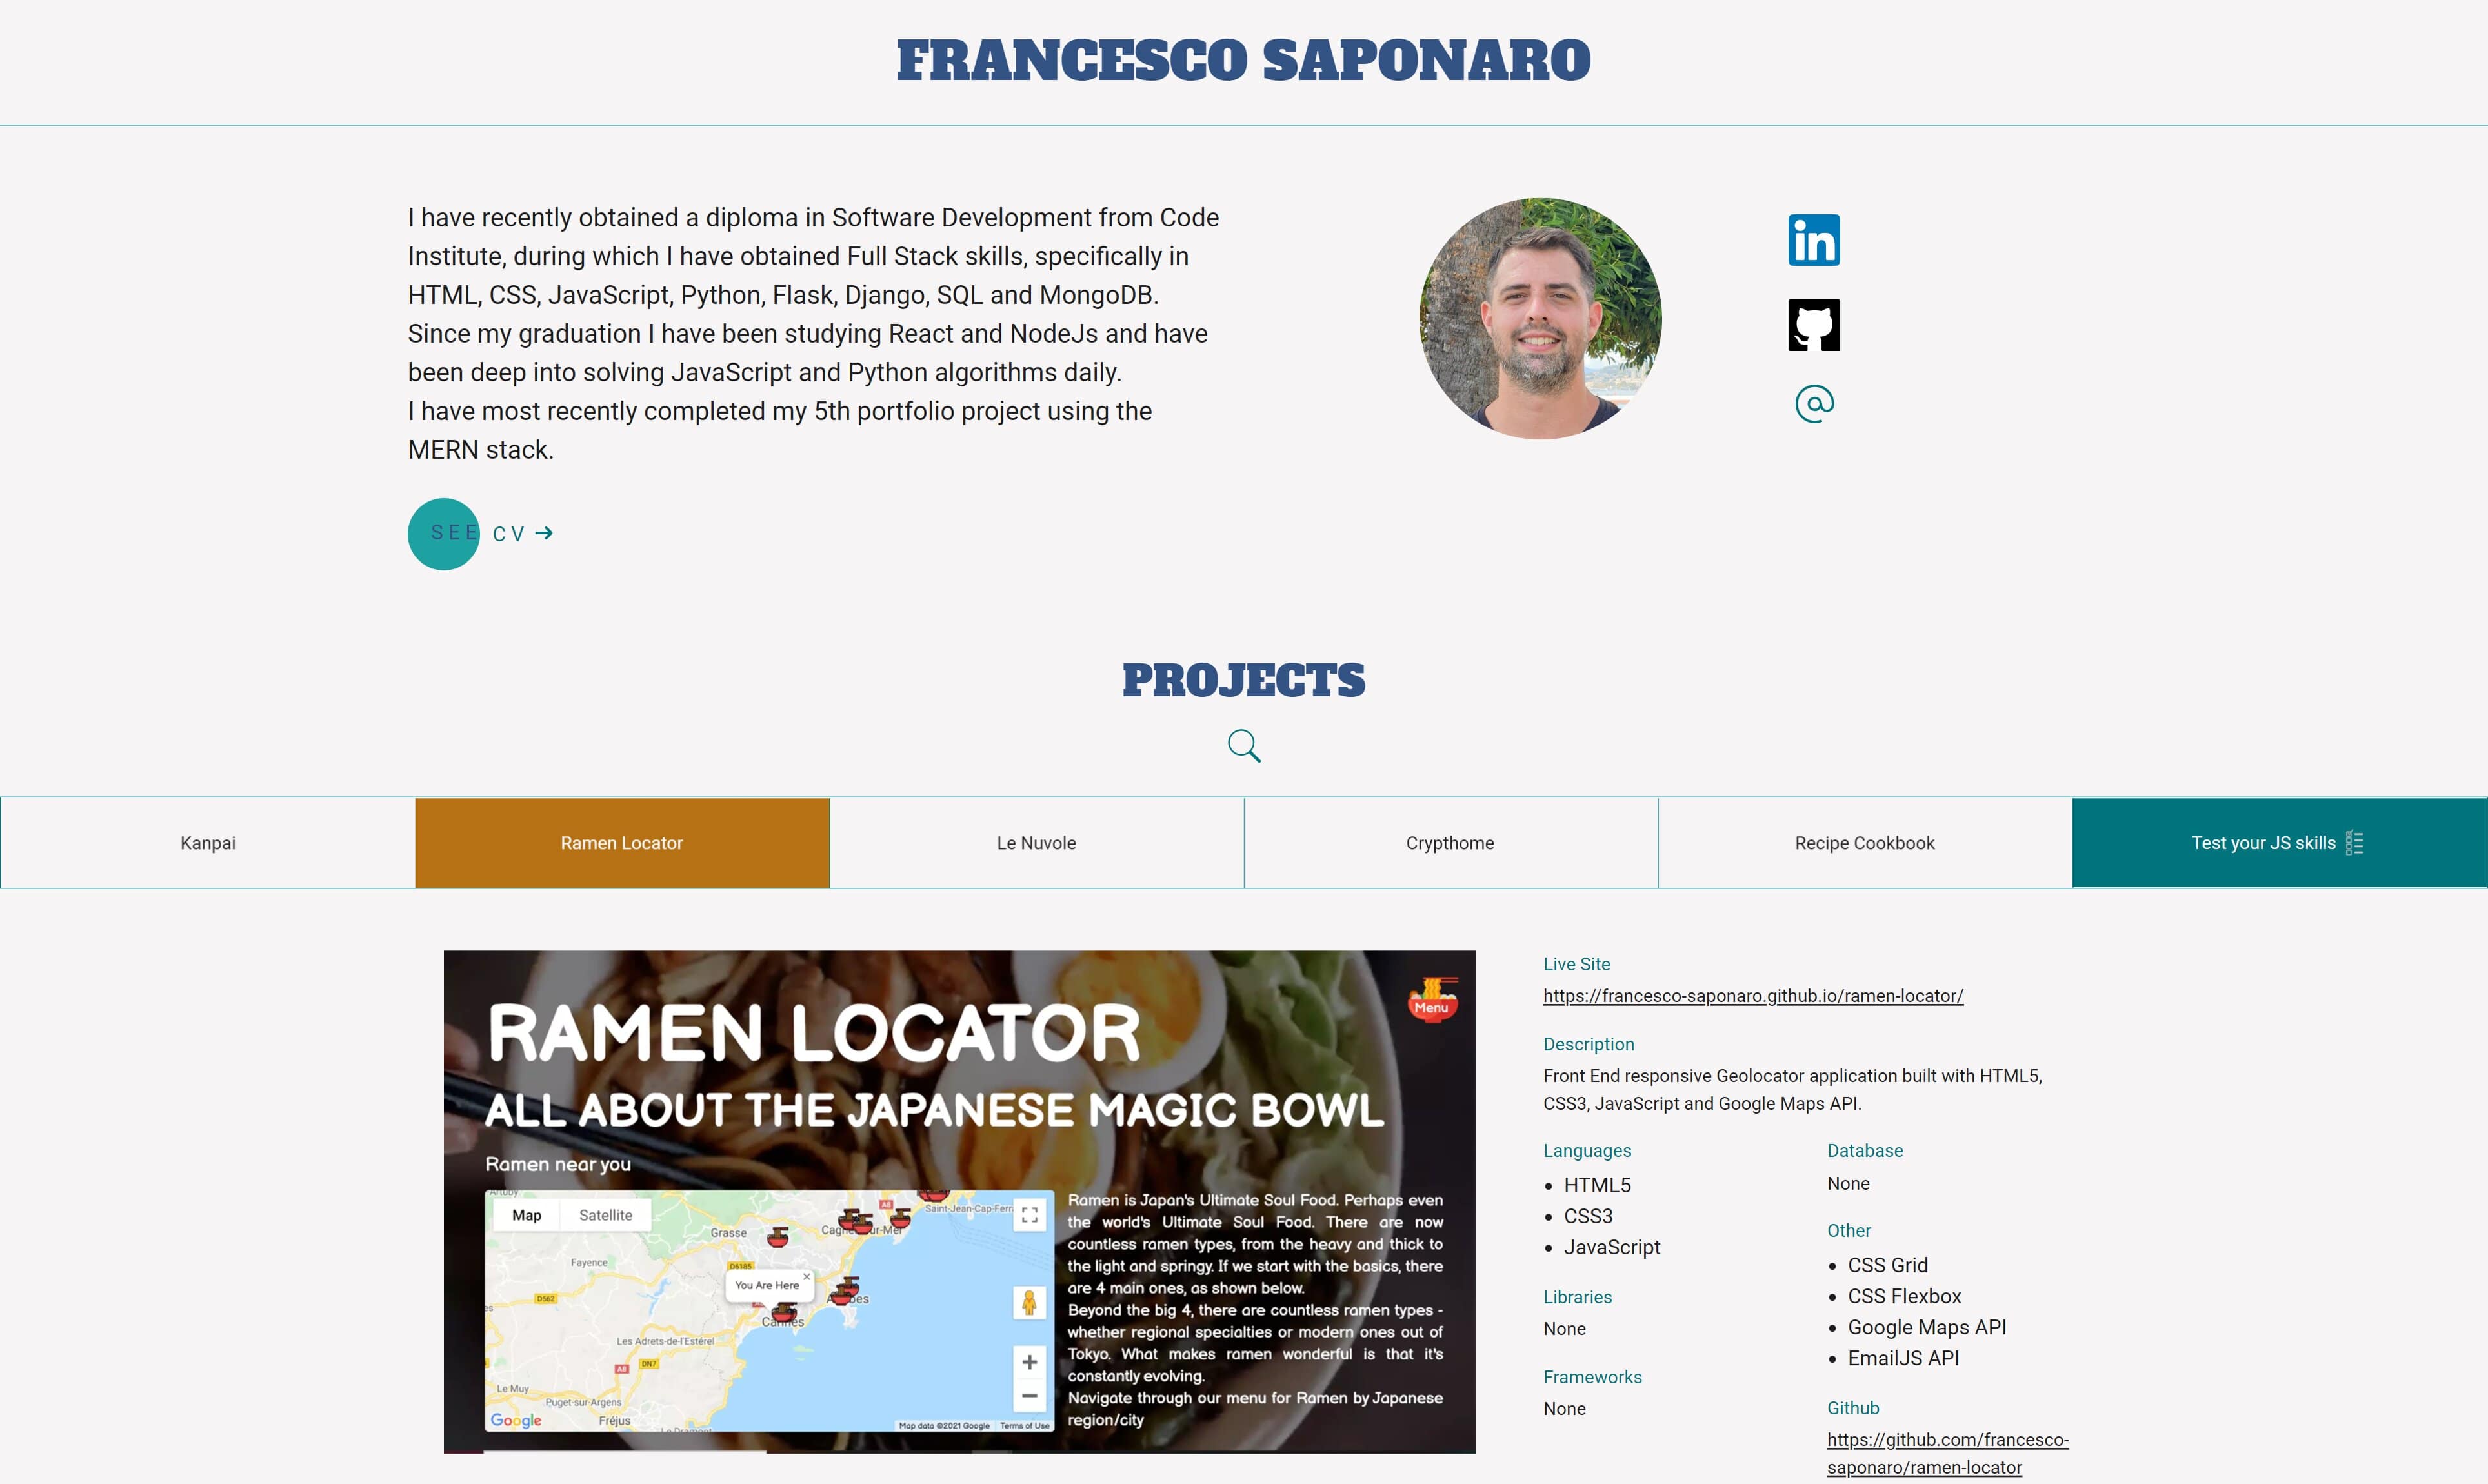 FRANCESCO SAPONARO
I have recently obtained a diploma in Software Development from Code
Institute, during which I have obtained Full Stack skills, specifically in
HTML, CSS, JavaScript, Python, Flask, Django, SQL and MongoDB.
Since my graduation I have been studying React and NodeJs and have
been deep into solving JavaScript and Python algorithms daily.
I have most recently completed my 5th portfolio project using the
MERN stack.
in
@
SEE CV →
PROJECTS
Kanpai
Ramen Locator
Le Nuvole
Crypthome
Recipe Cookbook
Test your JS skills
Menu
RAMEN LOCATOR
ALL ABOUT THE JAPANESE MAGIC BOWL
Ramen near you
Map
Satellite
A8
Saint-Jean-Cap-Ferr
Grasse
D6185
Fayence
You Are Here
D562
Cannes
Les Adrets-de-l'Estérel
A8
DN7
Le Muy
Puget-sur-Argens
Fréjus
Google
Map data ©2021 Google
Terms of Use
Ramen is Japan's Ultimate Soul Food. Perhaps even
the world's Ultimate Soul Food. There are now
countless ramen types, from the heavy and thick to
the light and springy. If we start with the basics, there
are 4 main ones, as shown below.
Beyond the big 4, there are countless ramen types -
whether regional specialties or modern ones out of
Tokyo. What makes ramen wonderful is that it's
constantly evolving.
Navigate through our menu for Ramen by Japanese
region/city
Live Site
https://francesco-saponaro.github.io/ramen-locator/
Description
Front End responsive Geolocator application built with HTML5,
CSS3, JavaScript and Google Maps API.
Languages
• HTML5
• CSS3
• JavaScript
Libraries
None
Frameworks
None
Database
None
Other
• CSS Grid
• CSS Flexbox
• Google Maps API
• EmailJS API
Github
https://github.com/francesco-
saponaro/ramen-locator